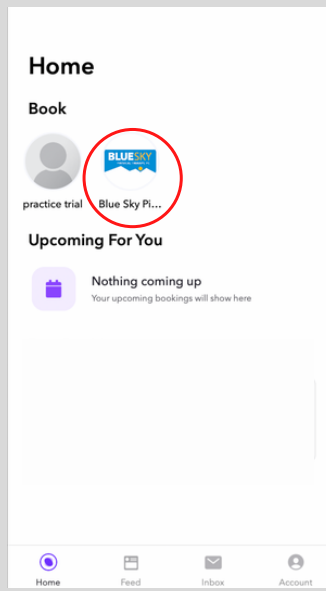 Home
Book
BLUESKY
practice trial
Blue Sky Pi...
Upcoming For You
Nothing coming up
Your upcoming bookings will show here
Home
Feed
Inbox
Account